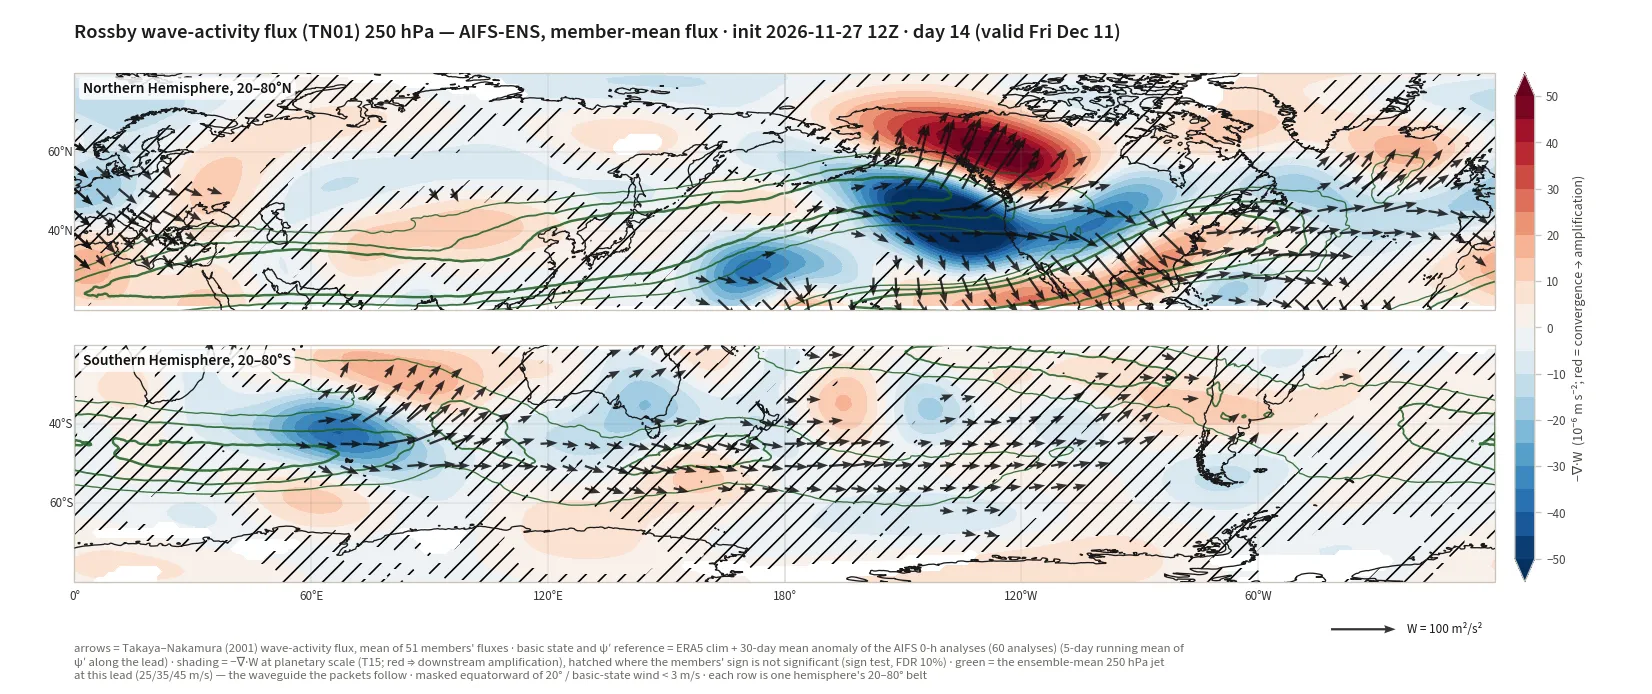 Rossby wave-activity flux (TN01) 250 hPa — AIFS-ENS, member-mean flux · init 2026-11-27 12Z · day 14 (valid Fri Dec 11)
Northern Hemisphere, 20–80°N
60°N
40°N
Southern Hemisphere, 20–80°S
40°S
60°S
0°
60°E
120°E
180°
120°W
60°W
50
40
30
20
10
0
−10
−20
−30
−40
−50
−∇·W (10⁻⁶ m s⁻²; red = convergence → amplification)
W = 100 m²/s²
arrows = Takaya–Nakamura (2001) wave-activity flux, mean of 51 members' fluxes · basic state and ψ' reference = ERA5 clim + 30-day mean anomaly of the AIFS 0-h analyses (60 analyses) (5-day running mean of
ψ' along the lead) · shading = −∇·W at planetary scale (T15; red ⇒ downstream amplification), hatched where the members' sign is not significant (sign test, FDR 10%) · green = the ensemble-mean 250 hPa jet
at this lead (25/35/45 m/s) — the waveguide the packets follow · masked equatorward of 20° / basic-state wind < 3 m/s · each row is one hemisphere's 20–80° belt